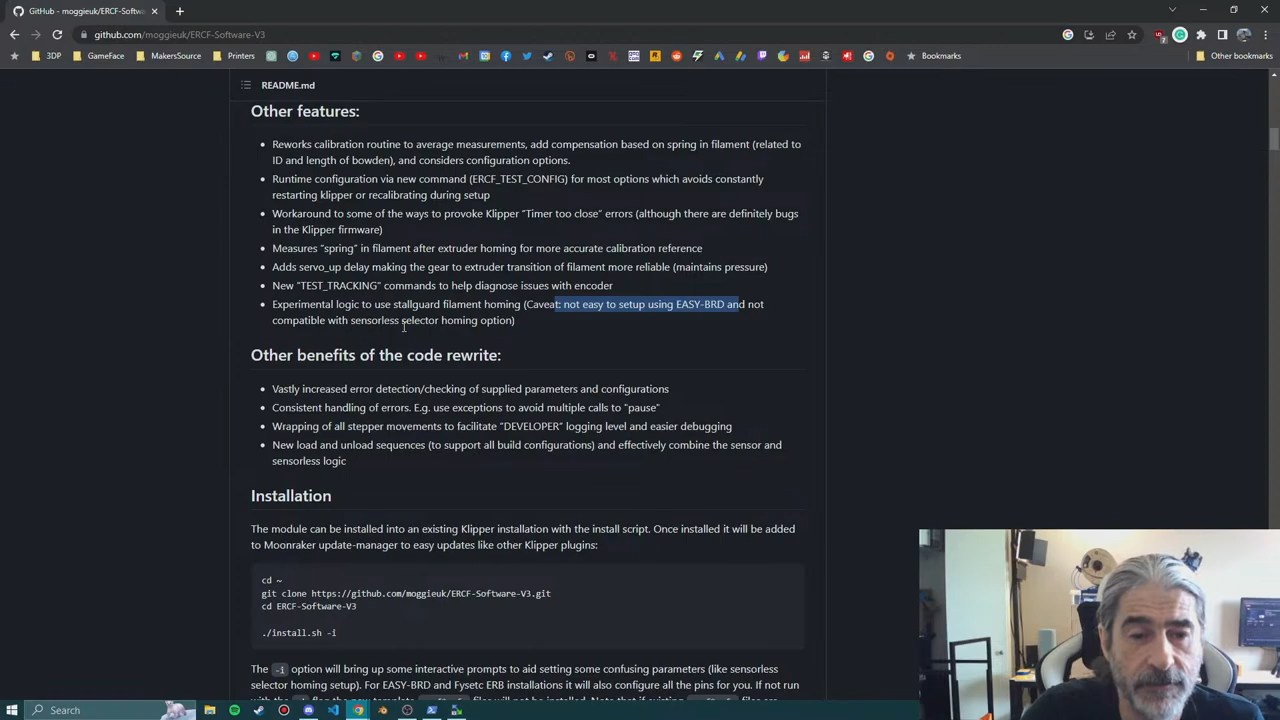 GitHub - moggieuk/ERCF-Softw
github.com/moggieuk/ERCF-Software-V3
3DP
GameFace
MakersSource
Printers
Bookmarks
Other bookmarks
README.md
Other features:
Reworks calibration routine to average measurements, add compensation based on spring in filament (related to
ID and length of bowden), and considers configuration options.
Runtime configuration via new command (ERCF_TEST_CONFIG) for most options which avoids constantly
restarting klipper or recalibrating during setup
Workaround to some of the ways to provoke Klipper "Timer too close" errors (although there are definitely bugs
in the Klipper firmware)
Measures "spring" in filament after extruder homing for more accurate calibration reference
Adds servo_up delay making the gear to extruder transition of filament more reliable (maintains pressure)
New "TEST_TRACKING" commands to help diagnose issues with encoder
Experimental logic to use stallguard filament homing (Caveat: not easy to setup using EASY-BRD and not
compatible with sensorless selector homing option)
Other benefits of the code rewrite:
Vastly increased error detection/checking of supplied parameters and configurations
Consistent handling of errors. E.g. use exceptions to avoid multiple calls to "pause"
Wrapping of all stepper movements to facilitate "DEVELOPER" logging level and easier debugging
New load and unload sequences (to support all build configurations) and effectively combine the sensor and
sensorless logic
Installation
The module can be installed into an existing Klipper installation with the install script. Once installed it will be added
to Moonraker update-manager to easy updates like other Klipper plugins:
cd ~
git clone https://github.com/moggieuk/ERCF-Software-V3.git
cd ERCF-Software-V3
./install.sh -i
The -i option will bring up some interactive prompts to aid setting some confusing parameters (like sensorless
selector homing setup). For EASY-BRD and Fysetc ERB installations it will also configure all the pins for you. If not run
Search